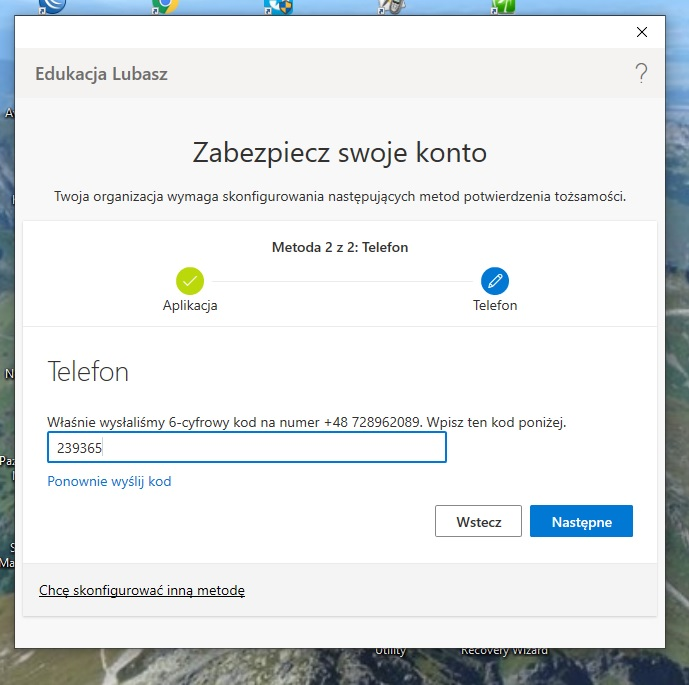 Edukacja Lubasz
?
Zabezpiecz swoje konto
Twoja organizacja wymaga skonfigurowania następujących metod potwierdzenia tożsamości.
Metoda 2 z 2: Telefon
Aplikacja
Telefon
Telefon
Właśnie wysłaliśmy 6-cyfrowy kod na numer +48 728962089. Wpisz ten kod poniżej.
239365
Ponownie wyślij kod
Wstecz
Następne
Chcę skonfigurować inną metodę
Utility
Recovery Wizard